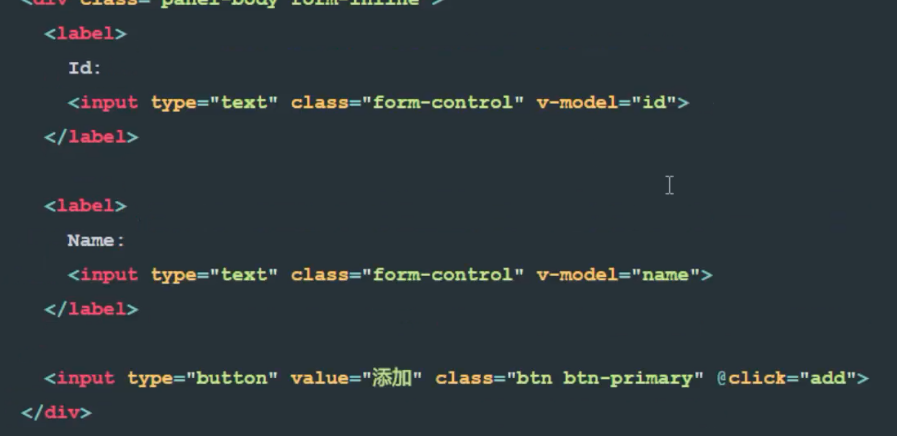 <div class="panel-body form-inline">
<label>
Id:
<input type="text" class="form-control" v-model="id">
</label>
<label>
Name:
<input type="text" class="form-control" v-model="name">
</label>
<input type="button" value="添加" class="btn btn-primary" @click="add">
</div>